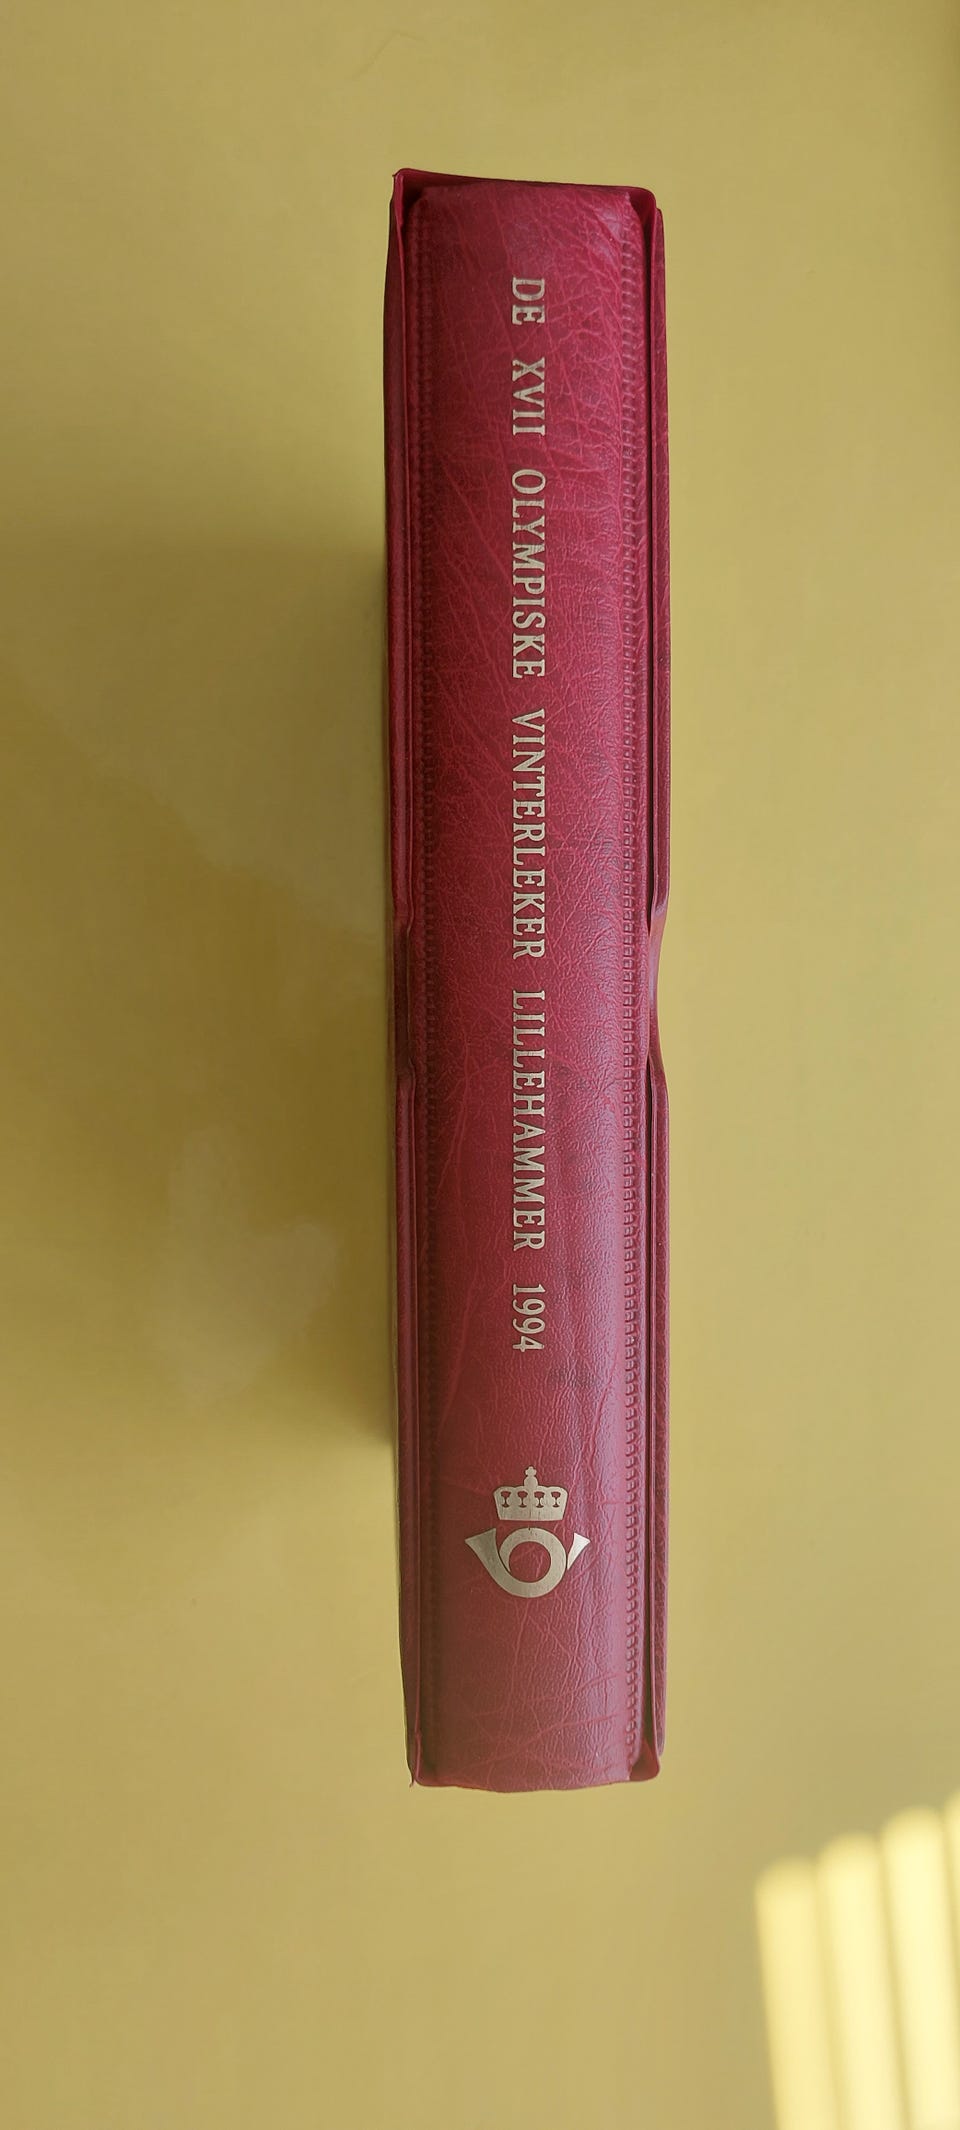 DE XVII OLYMPISKE VINTERLEKER LILLEHAMMER 1994